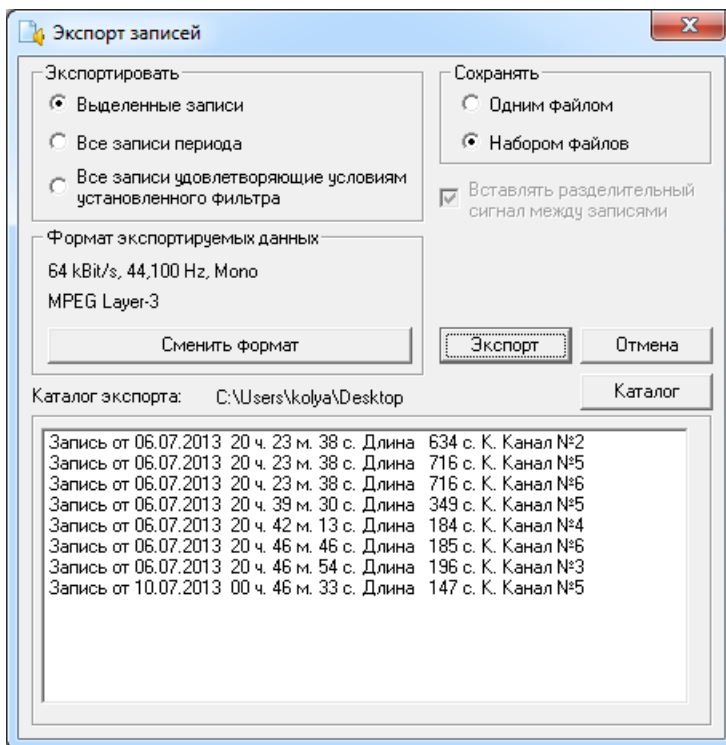 Экспорт записей
Экспортировать
Выделенные записи
Все записи периода
Все записи удовлетворяющие условиям
установленного фильтра
Сохранять
Одним файлом
Набором файлов
Вставлять разделительный
сигнал между записями
Формат экспортируемых данных
64 kBit/s, 44,100 Hz, Mono
MPEG Layer-3
Сменить формат
Экспорт
Отмена
Каталог экспорта: C:\Users\kolya\Desktop
Каталог
Запись от 06.07.2013 20 ч. 23 м. 38 с. Длина 634 с. К. Канал №2
Запись от 06.07.2013 20 ч. 23 м. 38 с. Длина 716 с. К. Канал №5
Запись от 06.07.2013 20 ч. 23 м. 38 с. Длина 716 с. К. Канал №6
Запись от 06.07.2013 20 ч. 39 м. 30 с. Длина 349 с. К. Канал №5
Запись от 06.07.2013 20 ч. 42 м. 13 с. Длина 184 с. К. Канал №4
Запись от 06.07.2013 20 ч. 46 м. 46 с. Длина 185 с. К. Канал №6
Запись от 06.07.2013 20 ч. 46 м. 54 с. Длина 196 с. К. Канал №3
Запись от 10.07.2013 00 ч. 46 м. 33 с. Длина 147 с. К. Канал №5